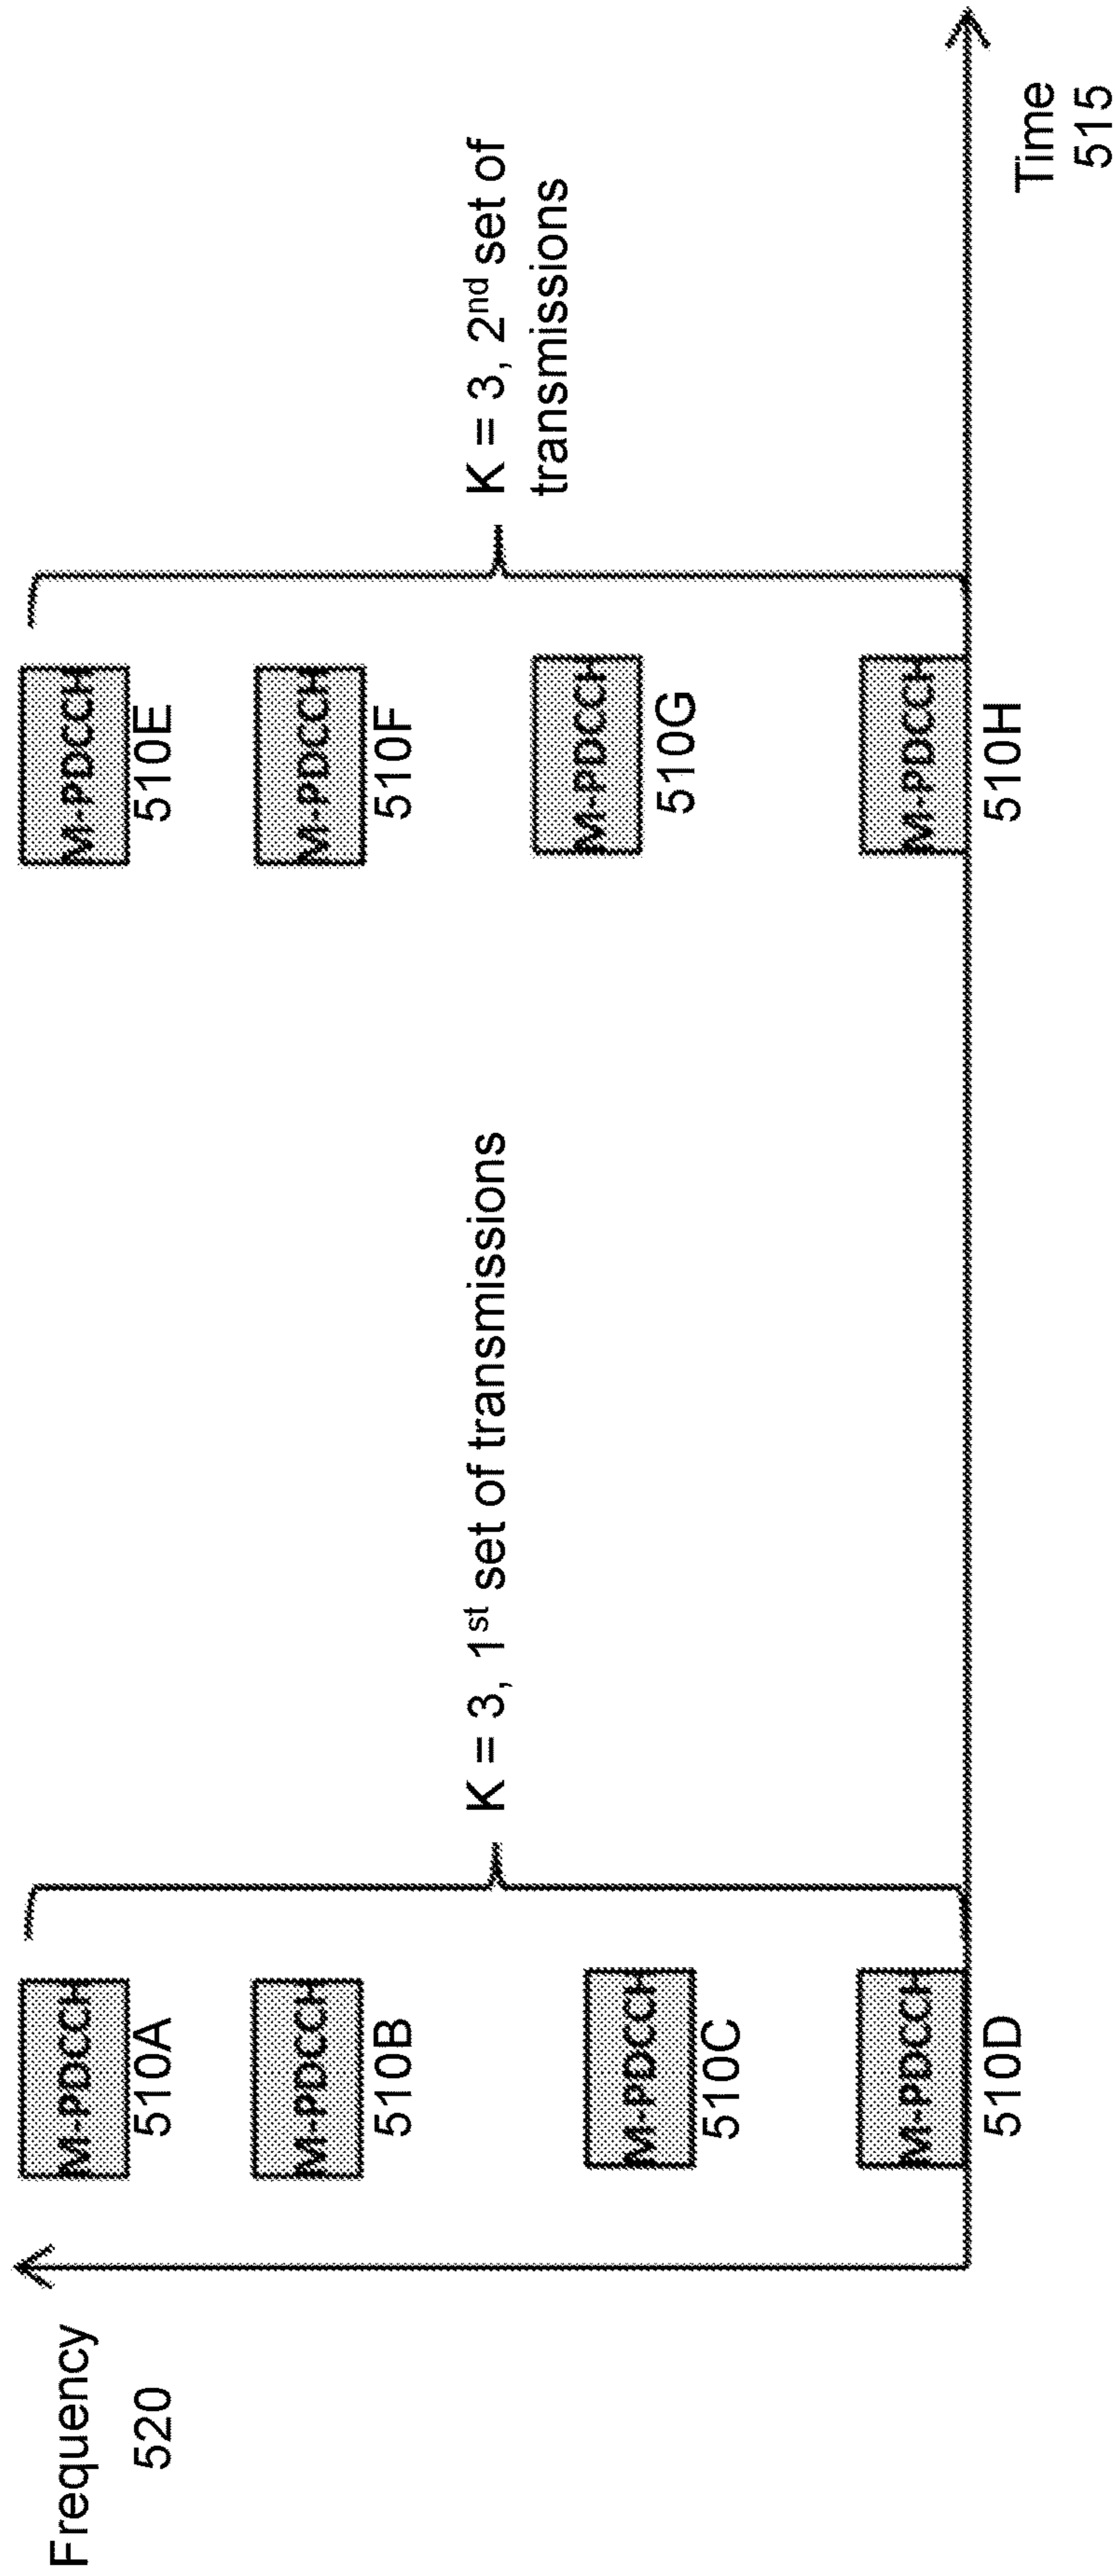 Frequency
520
M-PDCCH
510A
M-PDCCH
510B
M-PDCCH
510C
M-PDCCH
510D
K = 3, 1st set of transmissions
M-PDCCH
510E
M-PDCCH
510F
M-PDCCH
510G
M-PDCCH
510H
K = 3, 2nd set of
transmissions
Time
515